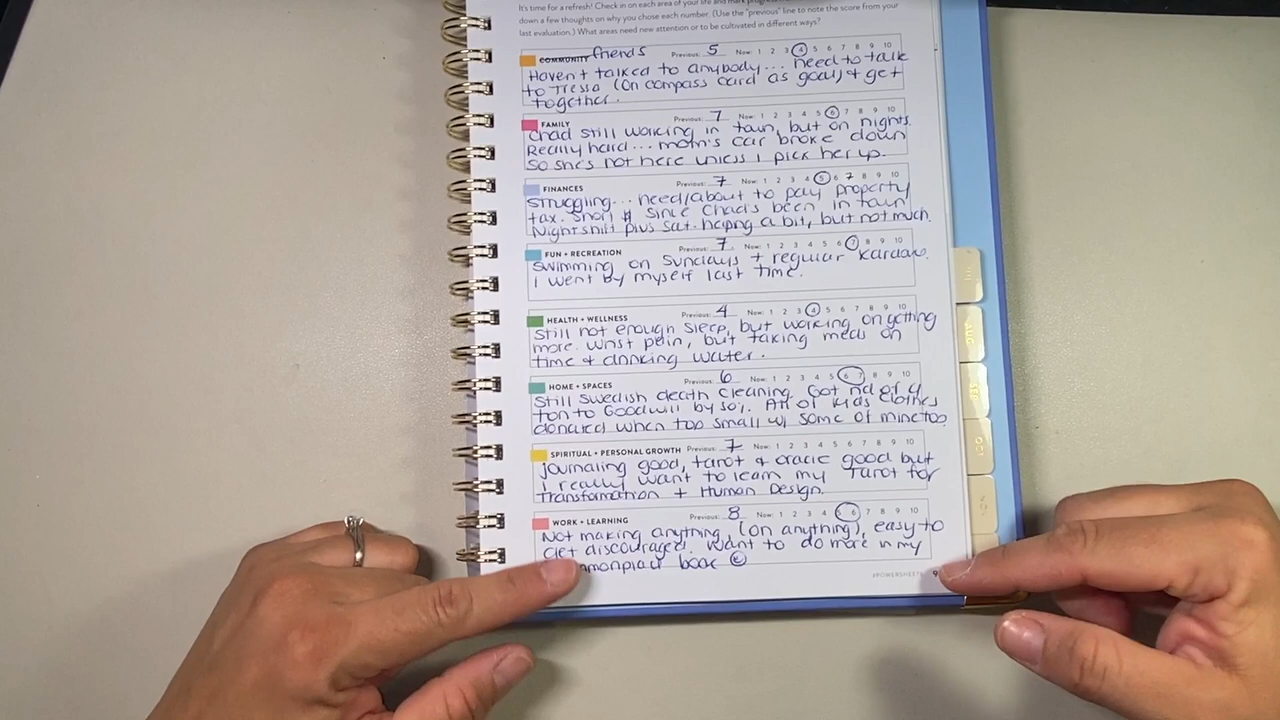 It's time for a refresh! Check in on each area of your life and mark progress
down a few thoughts on why you chose each number. (Use the "previous" line to note the score from your
last evaluation.) What areas need new attention or to be cultivated in different ways?
COMMUNITY friends Previous: 5 Now: 1 2 3 4 5 6 7 8 9 10
Haven't talked to anybody... need to talk
to Tressa (on compass card as goal) & get
together.
FAMILY Previous: 7 Now: 1 2 3 4 5 6 7 8 9 10
Chad still working in town, but on nights.
Really hard... mom's car broke down
so she's not here unless I pick her up.
FINANCES Previous: 7 Now: 1 2 3 4 5 6 7 8 9 10
Struggling... need/about to pay property
tax. Short $ since Chad's been in town
Nightshift plus sat. helpng a bit, but not much.
FUN + RECREATION Previous: 7 Now: 1 2 3 4 5 6 7 8 9 10
Swimming on Sundays + regular
I went by myself last time.
HEALTH + WELLNESS Previous: 4 Now: 1 2 3 4 5 6 7 8 9 10
Still not enough sleep, but working on getting
more. Wrist pain, but taking meds on
time & drinking water.
HOME + SPACES Previous: 6 Now: 1 2 3 4 5 6 7 8 9 10
Still Swedish death cleaning. Got rid of a
ton to Goodwill by so/. All of kids clothes
donated when too small w/ some of mine too.
SPIRITUAL + PERSONAL GROWTH Previous: 7 Now: 1 2 3 4 5 6 7 8 9 10
Journaling good, tarot & oracle good but
I really want to learn my Tarot for
Transformation + Human Design.
WORK + LEARNING Previous: 8 Now: 1 2 3 4 5 6 7 8 9 10
Not making anything (on anything), easy to
get discouraged. Want to do more in my
mmonplace book
#POWERSHEETS 9
AUG
SEP
OCT